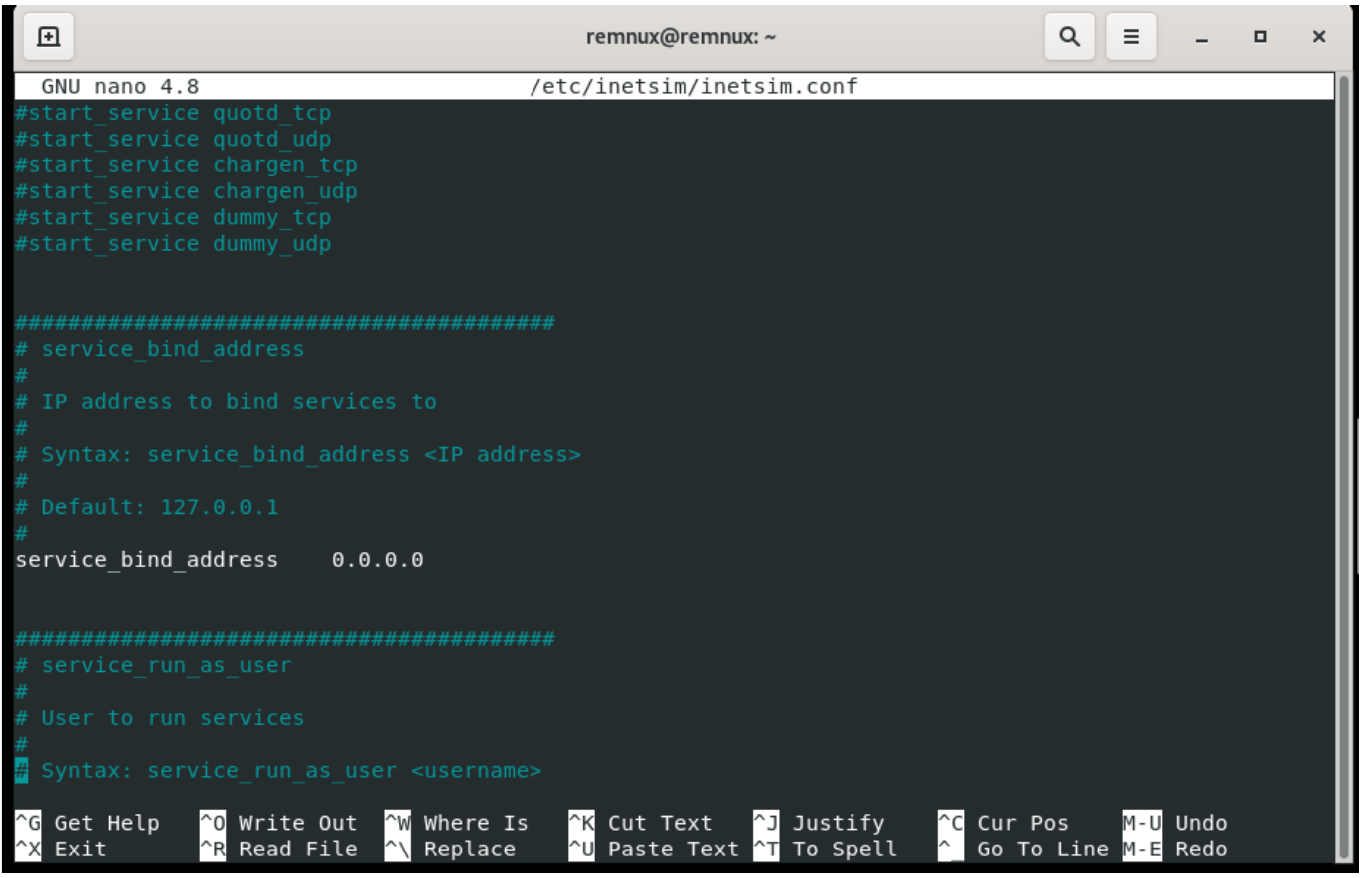 remnux@remnux: ~
GNU nano 4.8 /etc/inetsim/inetsim.conf
#start_service quotd_tcp
#start_service quotd_udp
#start_service chargen_tcp
#start_service chargen_udp
#start_service dummy_tcp
#start_service dummy_udp
#########################################
# service_bind_address
#
# IP address to bind services to
#
# Syntax: service_bind_address <IP address>
#
# Default: 127.0.0.1
#
service_bind_address    0.0.0.0
#########################################
# service_run_as_user
#
# User to run services
#
# Syntax: service_run_as_user <username>
^G Get Help ^O Write Out ^W Where Is ^K Cut Text ^J Justify ^C Cur Pos M-U Undo
^X Exit ^R Read File ^\ Replace ^U Paste Text ^T To Spell ^_ Go To Line M-E Redo